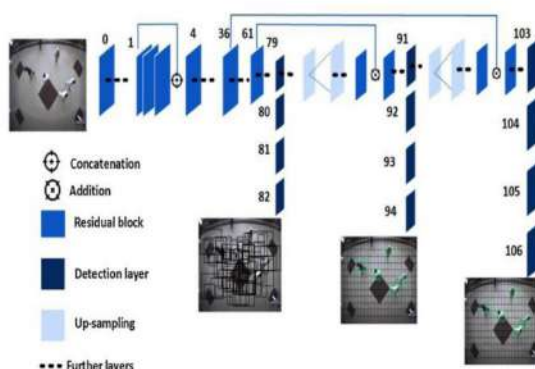 0 1 4 36 61 79 91 103
80 92 104
81 93 105
82 94 106
Concatenation
Addition
Residual block
Detection layer
Up-sampling
Further layers